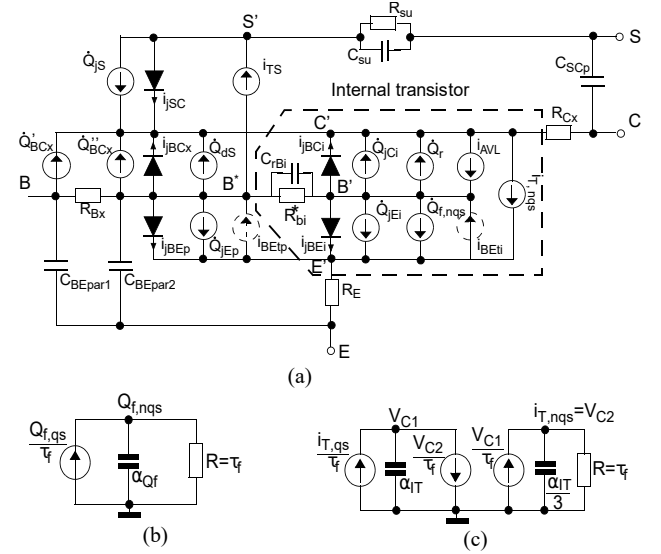 R_su
S'
S
C_su
Q̇_jS
i_TS
C_SCp
i_jSC
Internal transistor
R_Cx
C
C'
Q̇'_BCx
Q̇''_BCx
i_jBCx
Q̇_dS
C_rBi
i_jBCi
Q̇_jCi
Q̇_r
i_AVL
i_T,nqs
B
B*
B'
R_Bx
R*_bi
i_jBEp
Q̇_jEp
i_BEtp
i_jBEi
Q̇_jEi
Q̇_f,nqs
i_BEti
E'
C_BEpar1
C_BEpar2
R_E
E
(a)
Q_f,nqs
Q_f,qs
τ_f
α_Qf
R=τ_f
(b)
V_C1
i_T,nqs=V_C2
i_T,qs
τ_f
V_C2
τ_f
V_C1
τ_f
α_IT
α_IT
3
R=τ_f
(c)